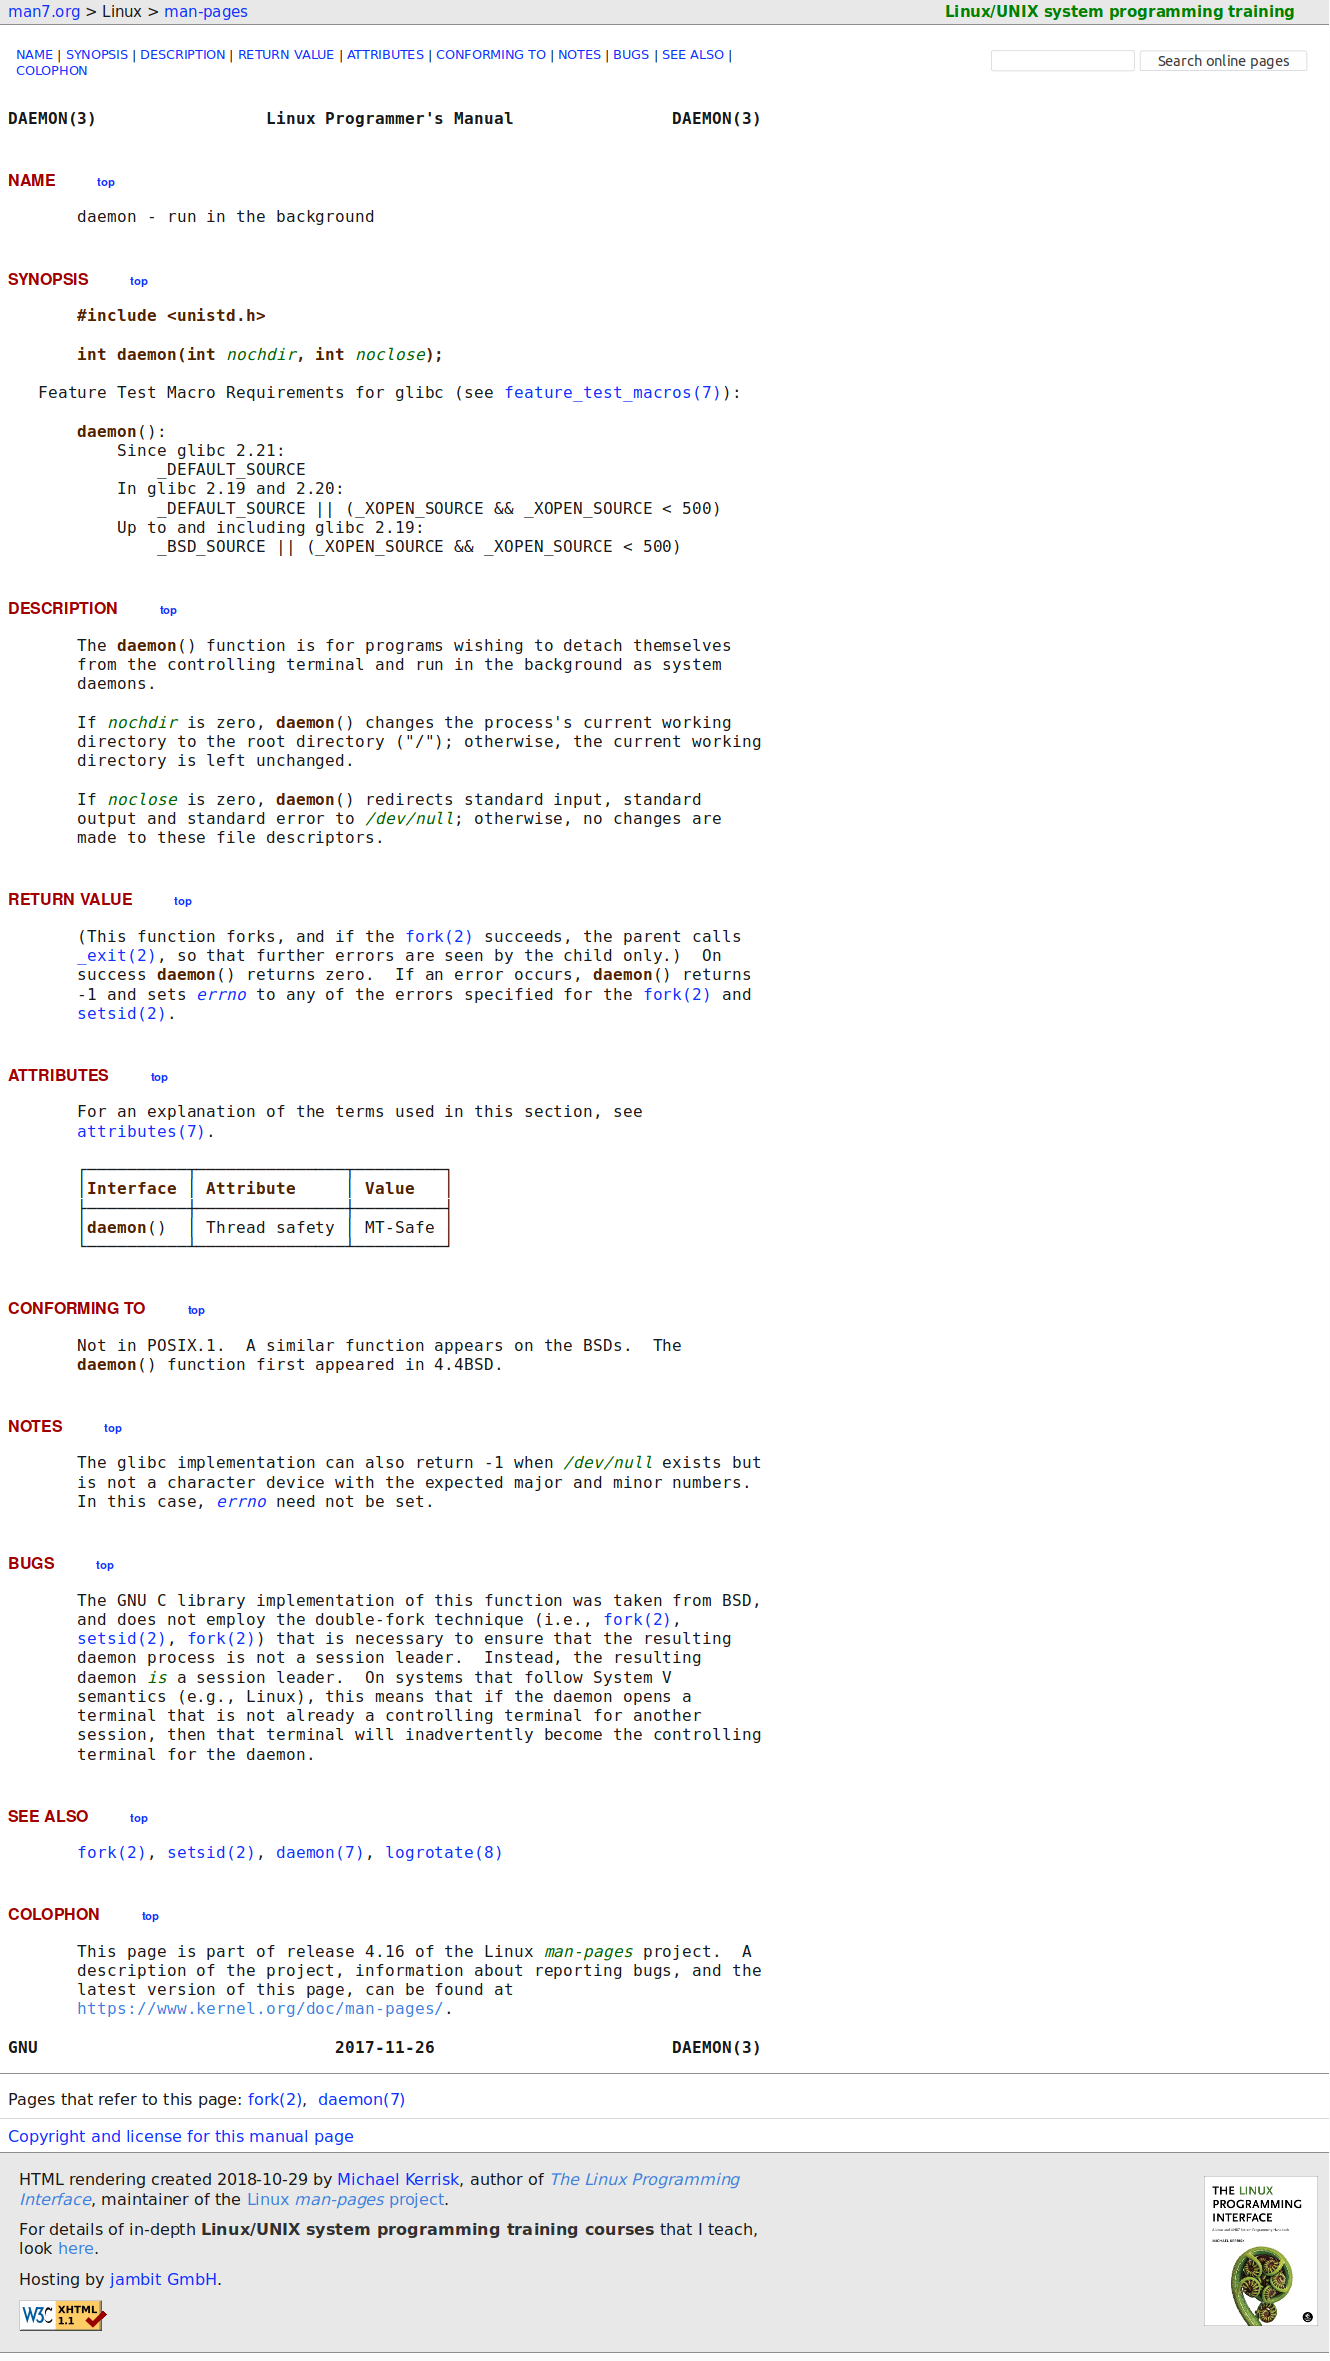 man7.org > Linux > man-pages
Linux/UNIX system programming training
NAME | SYNOPSIS | DESCRIPTION | RETURN VALUE | ATTRIBUTES | CONFORMING TO | NOTES | BUGS | SEE ALSO |
COLOPHON
Search online pages
DAEMON(3)                 Linux Programmer's Manual                DAEMON(3)
NAME         top
daemon - run in the background
SYNOPSIS         top
#include <unistd.h>
int daemon(int nochdir, int noclose);
Feature Test Macro Requirements for glibc (see feature_test_macros(7)):
daemon():
Since glibc 2.21:
_DEFAULT_SOURCE
In glibc 2.19 and 2.20:
_DEFAULT_SOURCE || (_XOPEN_SOURCE && _XOPEN_SOURCE < 500)
Up to and including glibc 2.19:
_BSD_SOURCE || (_XOPEN_SOURCE && _XOPEN_SOURCE < 500)
DESCRIPTION         top
The daemon() function is for programs wishing to detach themselves
from the controlling terminal and run in the background as system
daemons.
If nochdir is zero, daemon() changes the process's current working
directory to the root directory ("/"); otherwise, the current working
directory is left unchanged.
If noclose is zero, daemon() redirects standard input, standard
output and standard error to /dev/null; otherwise, no changes are
made to these file descriptors.
RETURN VALUE         top
(This function forks, and if the fork(2) succeeds, the parent calls
_exit(2), so that further errors are seen by the child only.)  On
success daemon() returns zero.  If an error occurs, daemon() returns
-1 and sets errno to any of the errors specified for the fork(2) and
setsid(2).
ATTRIBUTES         top
For an explanation of the terms used in this section, see
attributes(7).
Interface | Attribute | Value
daemon() | Thread safety | MT-Safe
CONFORMING TO         top
Not in POSIX.1.  A similar function appears on the BSDs.  The
daemon() function first appeared in 4.4BSD.
NOTES         top
The glibc implementation can also return -1 when /dev/null exists but
is not a character device with the expected major and minor numbers.
In this case, errno need not be set.
BUGS         top
The GNU C library implementation of this function was taken from BSD,
and does not employ the double-fork technique (i.e., fork(2),
setsid(2), fork(2)) that is necessary to ensure that the resulting
daemon process is not a session leader.  Instead, the resulting
daemon is a session leader.  On systems that follow System V
semantics (e.g., Linux), this means that if the daemon opens a
terminal that is not already a controlling terminal for another
session, then that terminal will inadvertently become the controlling
terminal for the daemon.
SEE ALSO         top
fork(2), setsid(2), daemon(7), logrotate(8)
COLOPHON         top
This page is part of release 4.16 of the Linux man-pages project.  A
description of the project, information about reporting bugs, and the
latest version of this page, can be found at
https://www.kernel.org/doc/man-pages/.
GNU                              2017-11-26                        DAEMON(3)
Pages that refer to this page: fork(2),  daemon(7)
Copyright and license for this manual page
HTML rendering created 2018-10-29 by Michael Kerrisk, author of The Linux Programming
Interface, maintainer of the Linux man-pages project.
For details of in-depth Linux/UNIX system programming training courses that I teach,
look here.
Hosting by jambit GmbH.
W3C XHTML
1.1
THE LINUX
PROGRAMMING
INTERFACE
MICHAEL KERRISK